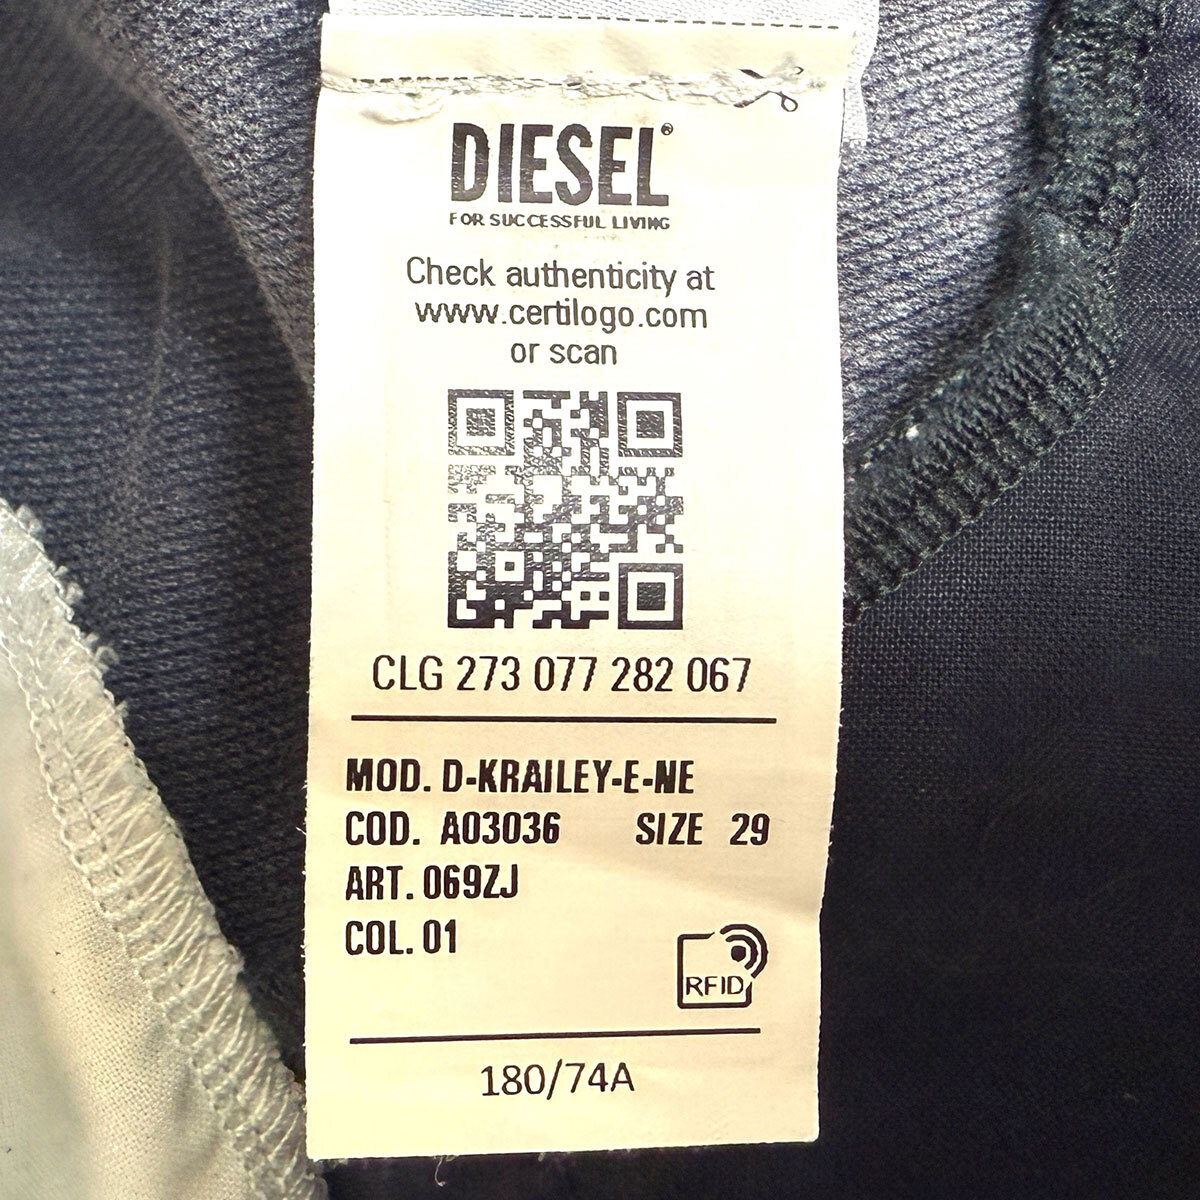 DIESEL®
FOR SUCCESSFUL LIVING
Check authenticity at
www.certilogo.com
or scan
CLG 273 077 282 067
MOD. D-KRAILEY-E-NE
COD. A03036 SIZE 29
ART. 069ZJ
COL. 01
RFID
180/74A